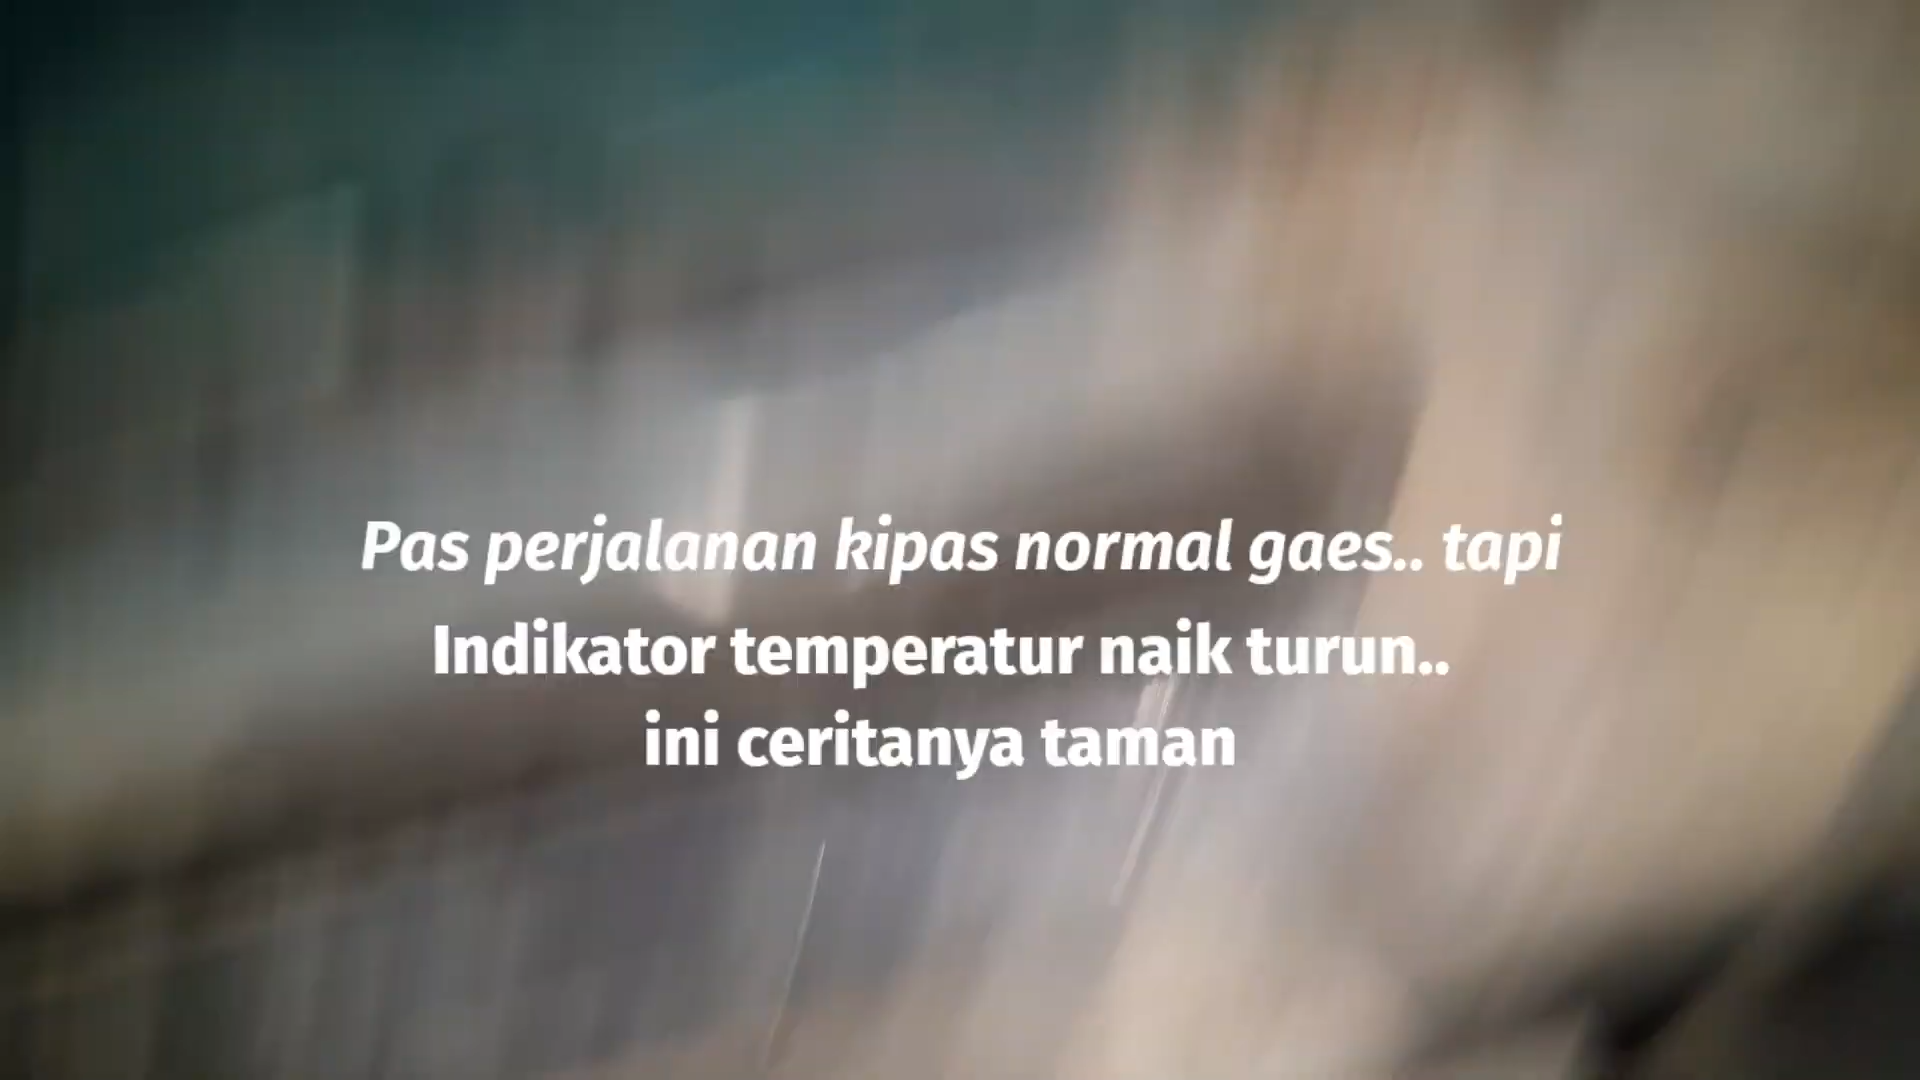 Pas perjalanan kipas normal gaes.. tapi
Indikator temperatur naik turun..
ini ceritanya taman